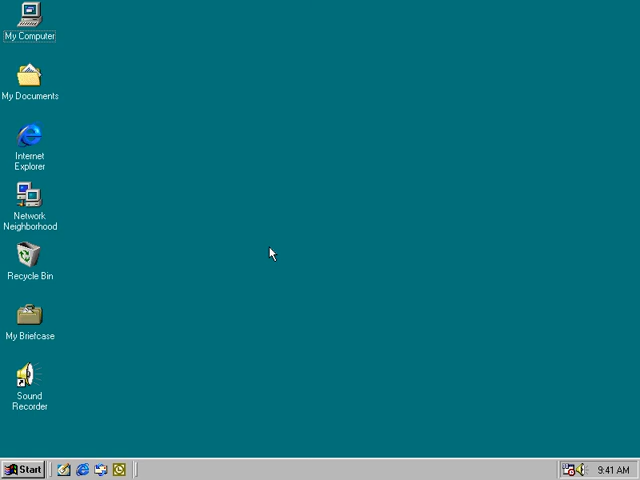 My Computer
My Documents
Internet
Explorer
Network
Neighborhood
Recycle Bin
My Briefcase
Sound
Recorder
Start
9:41 AM